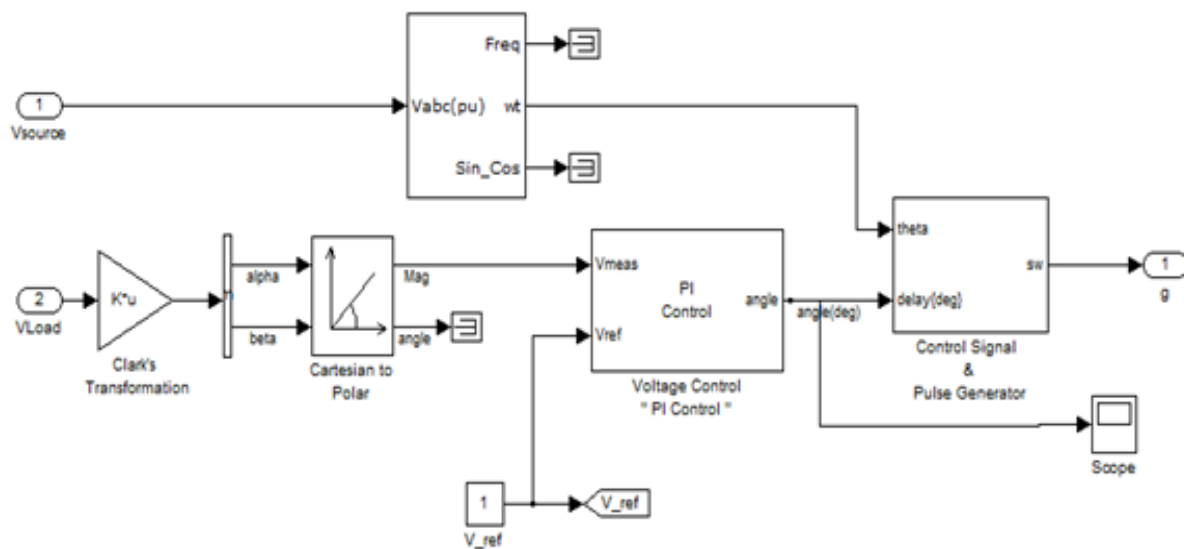 Freq
1
Vabc(pu)
wt
Vsource
Sin_Cos
theta
alpha
Mag
Vmeas
sw
1
2
K*u
PI
Control
angle
delay{deg}
g
VLoad
angle(deg)
beta
angle
Vref
Clark's
Transformation
Cartesian to
Polar
Voltage Control
" PI Control "
Control Signal
&
Pulse Generator
Scope
1
V_ref
V_ref